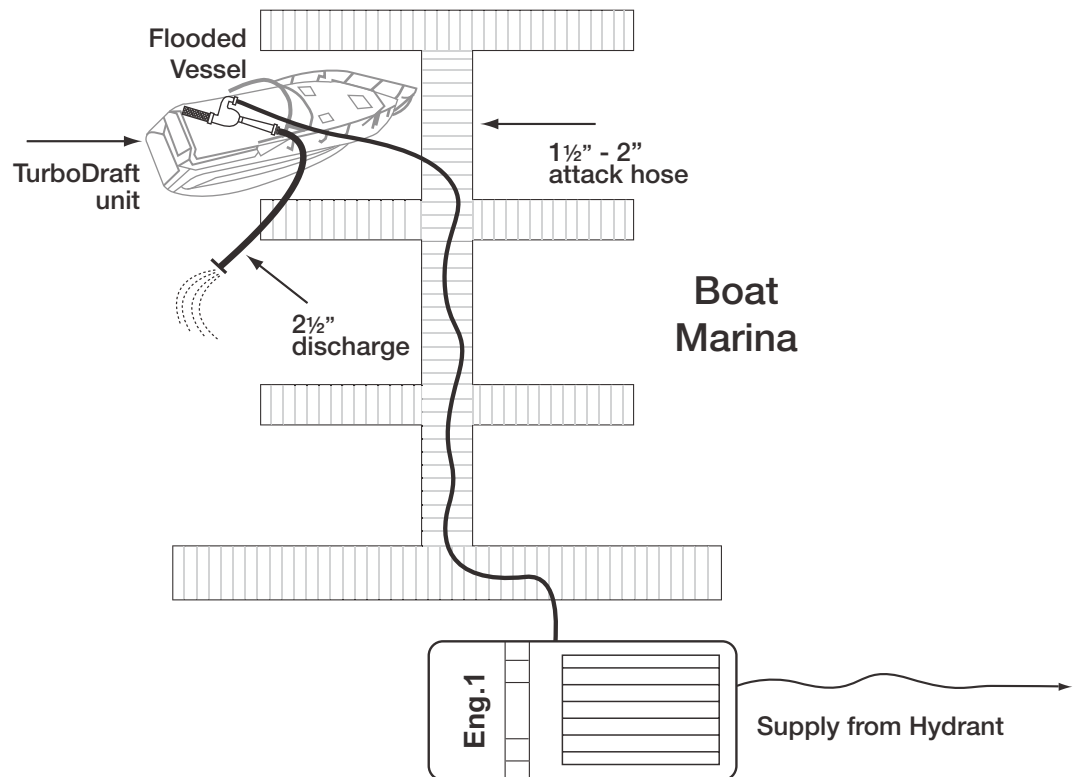 Flooded
Vessel
TurboDraft
unit
1½” - 2”
attack hose
2½”
discharge
Boat
Marina
Eng.1
Supply from Hydrant